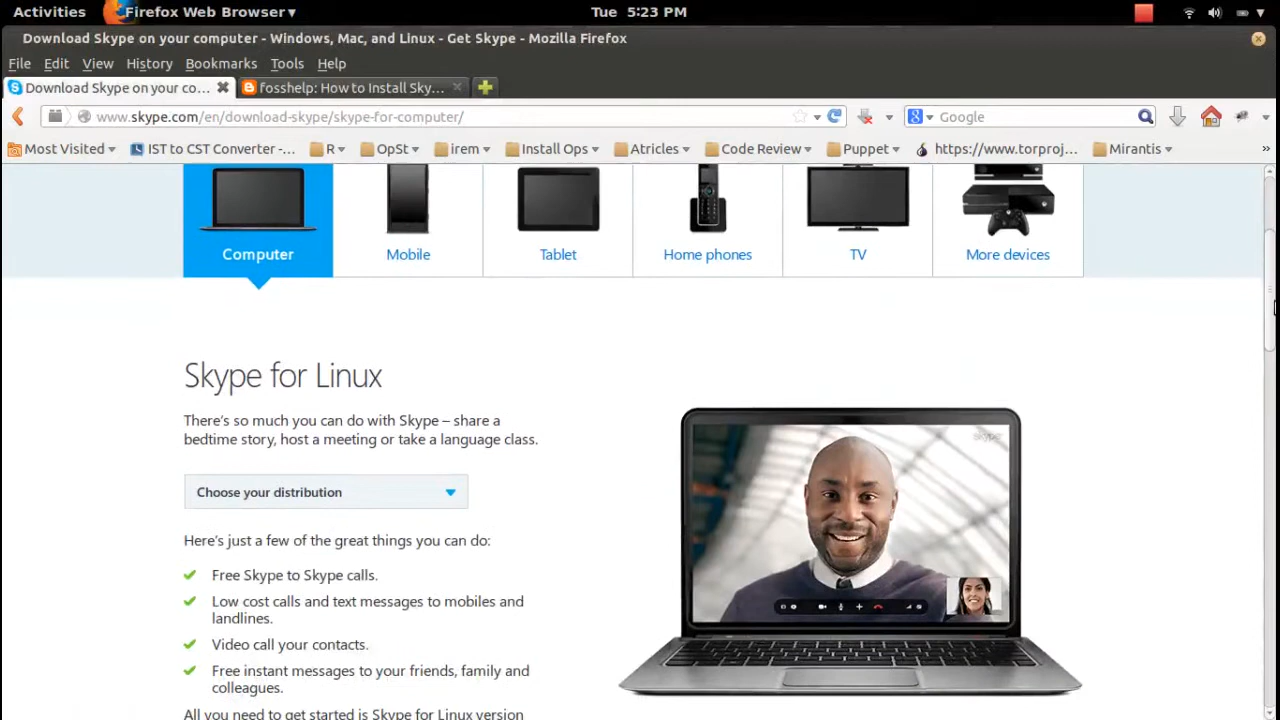 Activities Firefox Web Browser ▾ Tue 5:23 PM
Download Skype on your computer - Windows, Mac, and Linux - Get Skype - Mozilla Firefox
File Edit View History Bookmarks Tools Help
Download Skype on your co... fosshelp: How to Install Sky...
www.skype.com/en/download-skype/skype-for-computer/ Google
Most Visited IST to CST Converter -... R OpSt irem Install Ops Atricles Code Review Puppet https://www.torproj... Mirantis »
Computer Mobile Tablet Home phones TV More devices
Skype for Linux
There's so much you can do with Skype – share a
bedtime story, host a meeting or take a language class.
Choose your distribution
Here's just a few of the great things you can do:
Free Skype to Skype calls.
Low cost calls and text messages to mobiles and
landlines.
Video call your contacts.
Free instant messages to your friends, family and
colleagues.
All you need to get started is Skype for Linux version